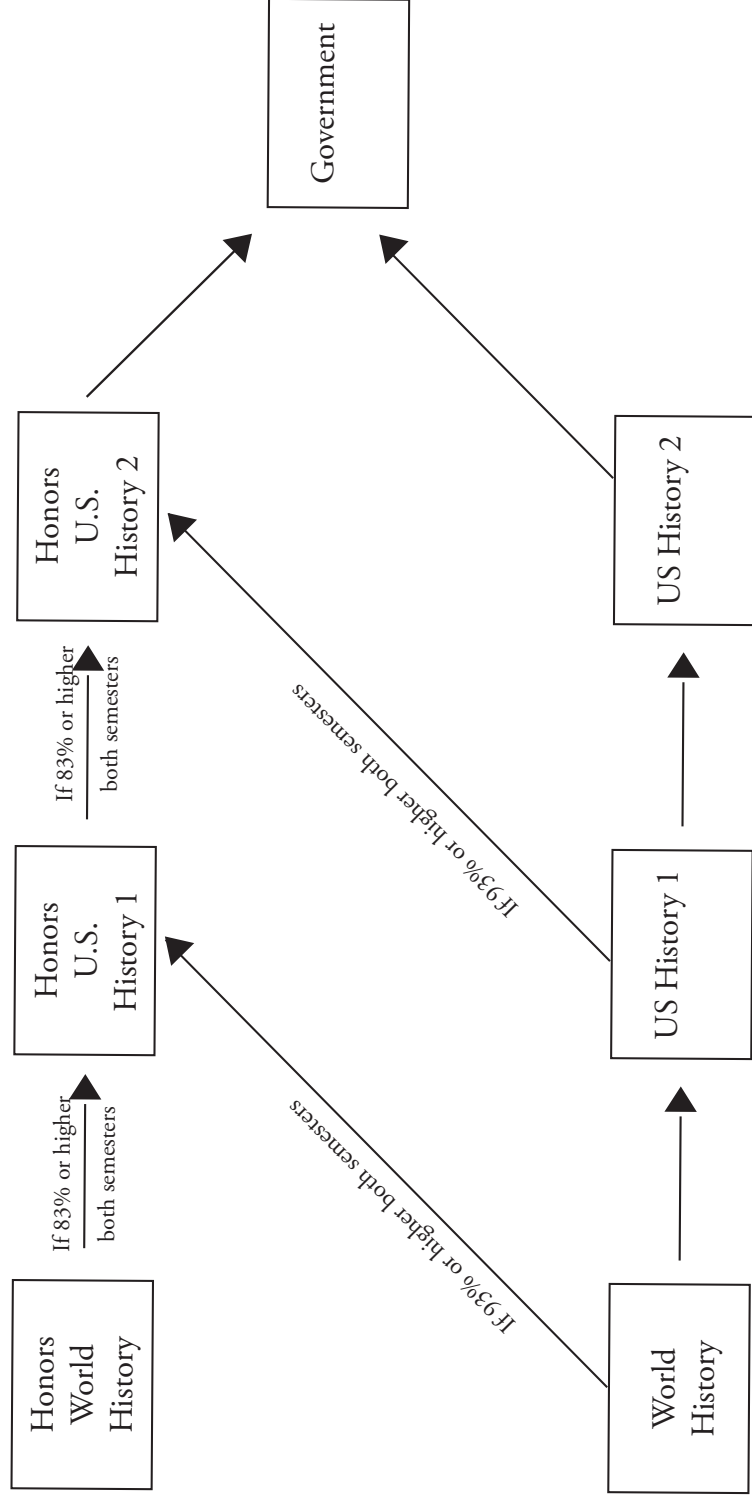 Honors
World
History
If 83% or higher
both semesters
Honors
U.S.
History 1
If 83% or higher
both semesters
Honors
U.S.
History 2
Government
If 93% or higher both semesters
If 93% or higher both semesters
World
History
US History 1
US History 2